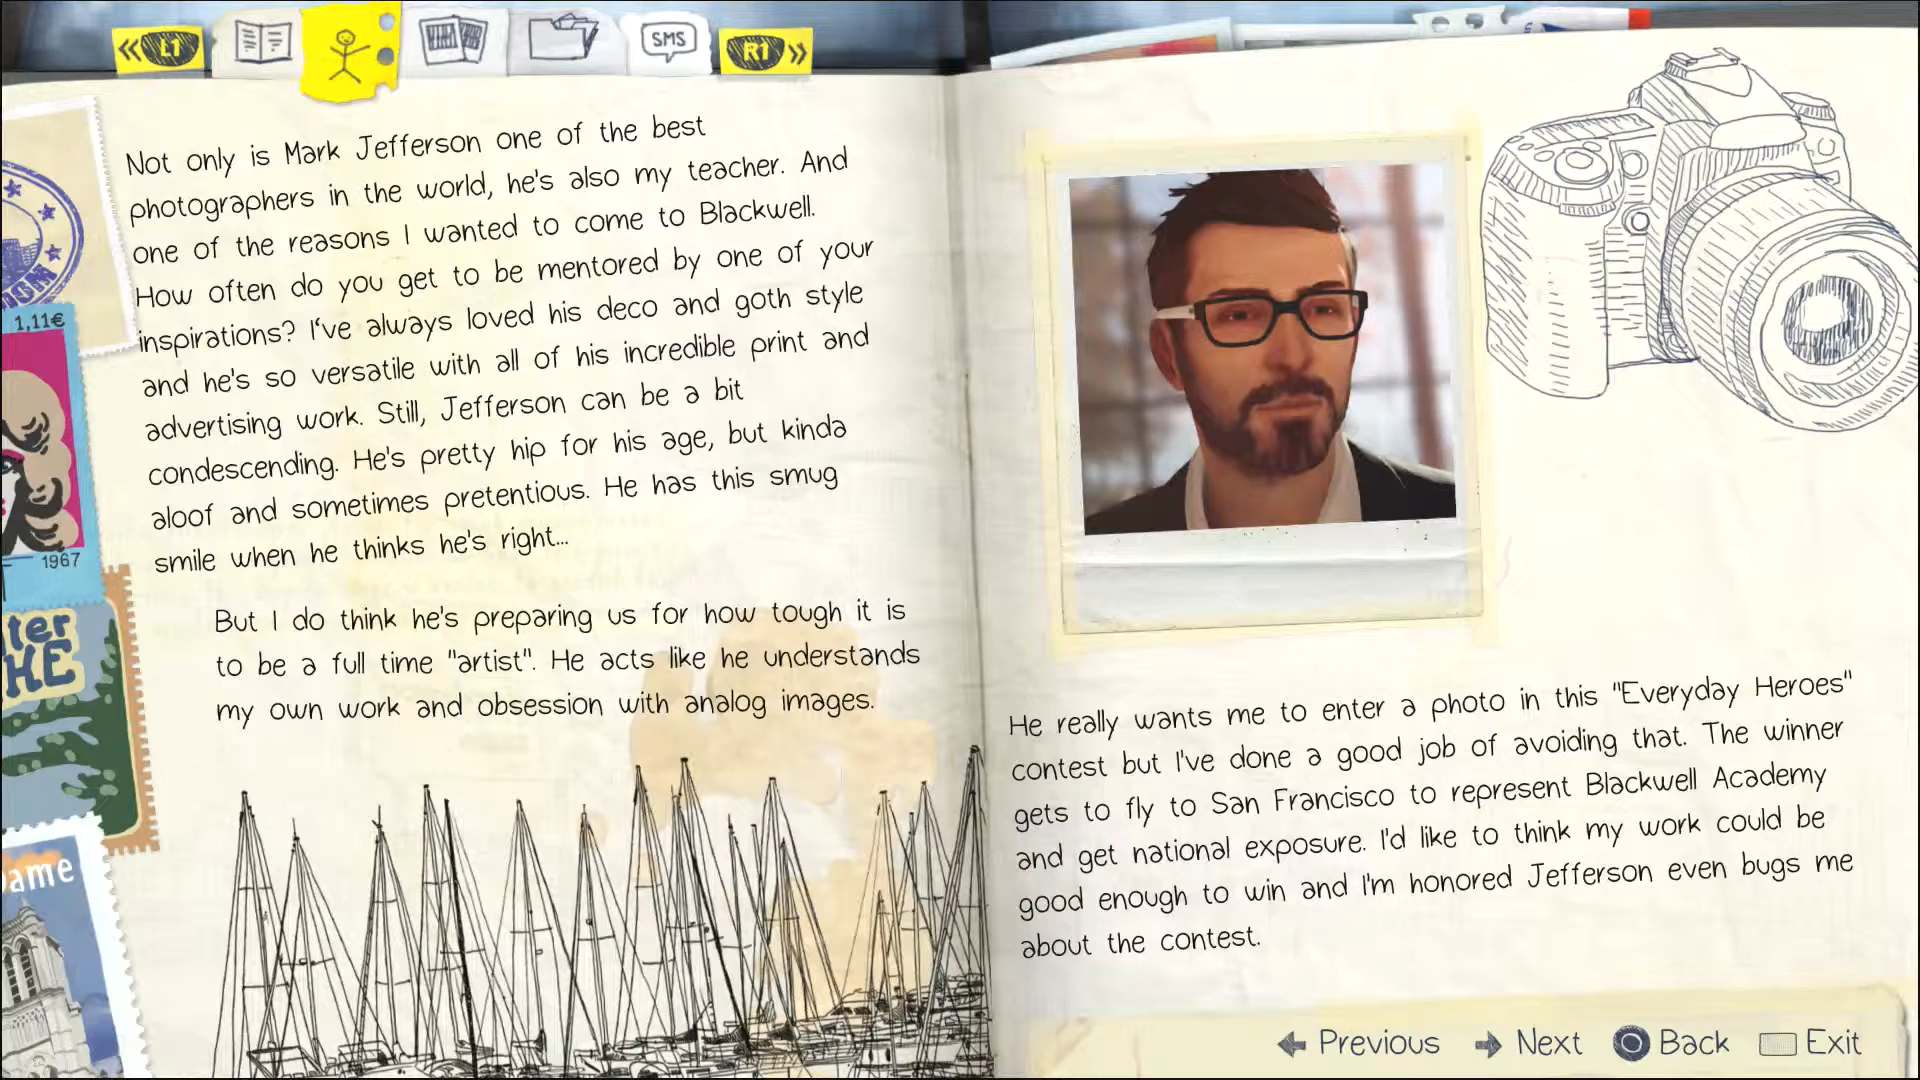 L1
SMS
R1
Not only is Mark Jefferson one of the best
photographers in the world, he's also my teacher. And
one of the reasons I wanted to come to Blackwell.
How often do you get to be mentored by one of your
inspirations? I've always loved his deco and goth style
and he's so versatile with all of his incredible print and
advertising work. Still, Jefferson can be a bit
condescending. He's pretty hip for his age, but kinda
aloof and sometimes pretentious. He has this smug
smile when he thinks he's right...
But I do think he's preparing us for how tough it is
to be a full time "artist". He acts like he understands
my own work and obsession with analog images.
1,11€
1967
ter
KE
ame
He really wants me to enter a photo in this "Everyday Heroes"
contest but I've done a good job of avoiding that. The winner
gets to fly to San Francisco to represent Blackwell Academy
and get national exposure. I'd like to think my work could be
good enough to win and I'm honored Jefferson even bugs me
about the contest.
Previous Next Back Exit